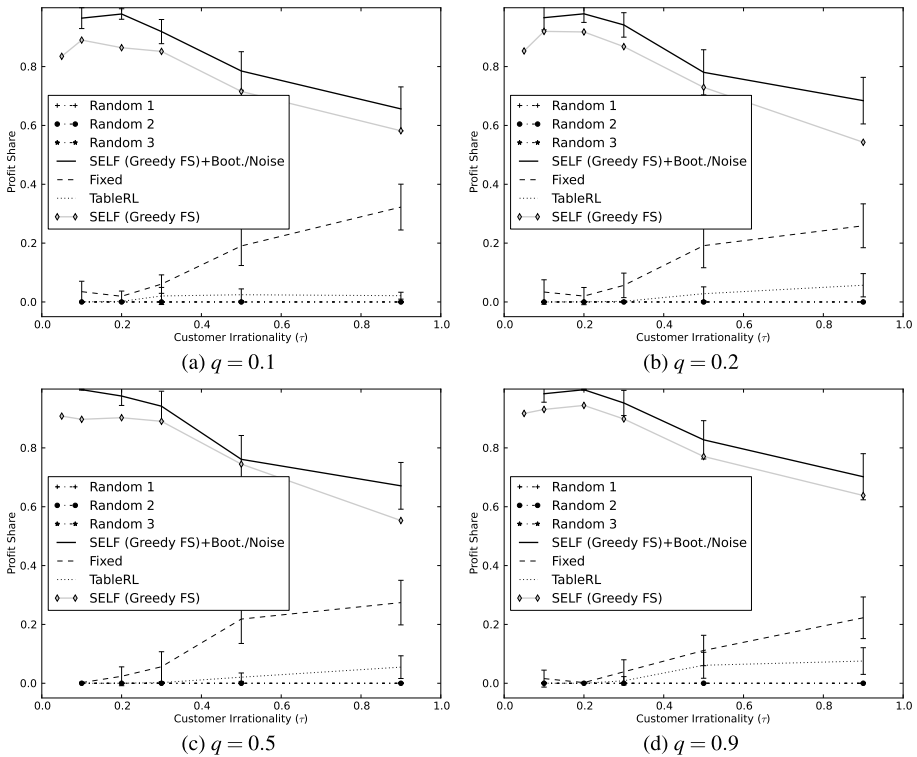 Profit Share
0.8
0.6
0.4
0.2
0.0
Random 1
Random 2
Random 3
SELF (Greedy FS)+Boot./Noise
Fixed
TableRL
SELF (Greedy FS)
0.0 0.2 0.4 0.6 0.8 1.0
Customer Irrationality (τ)
(a) q = 0.1
Profit Share
0.8
0.6
0.4
0.2
0.0
Random 1
Random 2
Random 3
SELF (Greedy FS)+Boot./Noise
Fixed
TableRL
SELF (Greedy FS)
0.0 0.2 0.4 0.6 0.8 1.0
Customer Irrationality (τ)
(b) q = 0.2
Profit Share
0.8
0.6
0.4
0.2
0.0
Random 1
Random 2
Random 3
SELF (Greedy FS)+Boot./Noise
Fixed
TableRL
SELF (Greedy FS)
0.0 0.2 0.4 0.6 0.8 1.0
Customer Irrationality (τ)
(c) q = 0.5
Profit Share
0.8
0.6
0.4
0.2
0.0
Random 1
Random 2
Random 3
SELF (Greedy FS)+Boot./Noise
Fixed
TableRL
SELF (Greedy FS)
0.0 0.2 0.4 0.6 0.8 1.0
Customer Irrationality (τ)
(d) q = 0.9